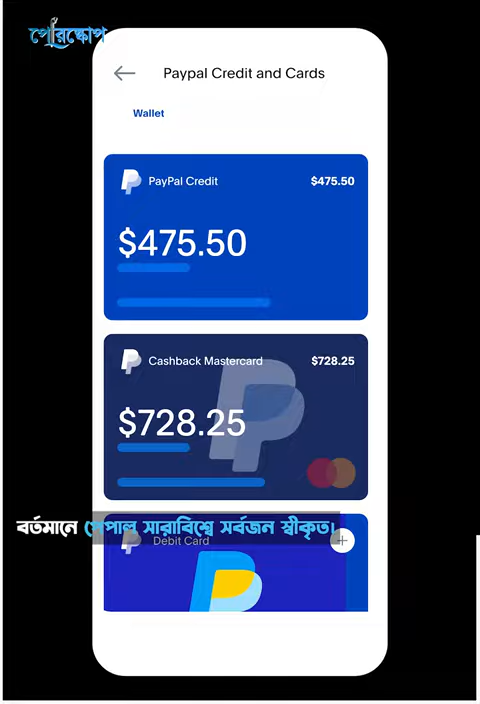 পেরিস্কোপ
Paypal Credit and Cards
Wallet
PayPal Credit $475.50
$475.50
Cashback Mastercard $728.25
$728.25
বর্তমানে পেপাল সারাবিশ্বে সর্বজন স্বীকৃত।
Debit Card